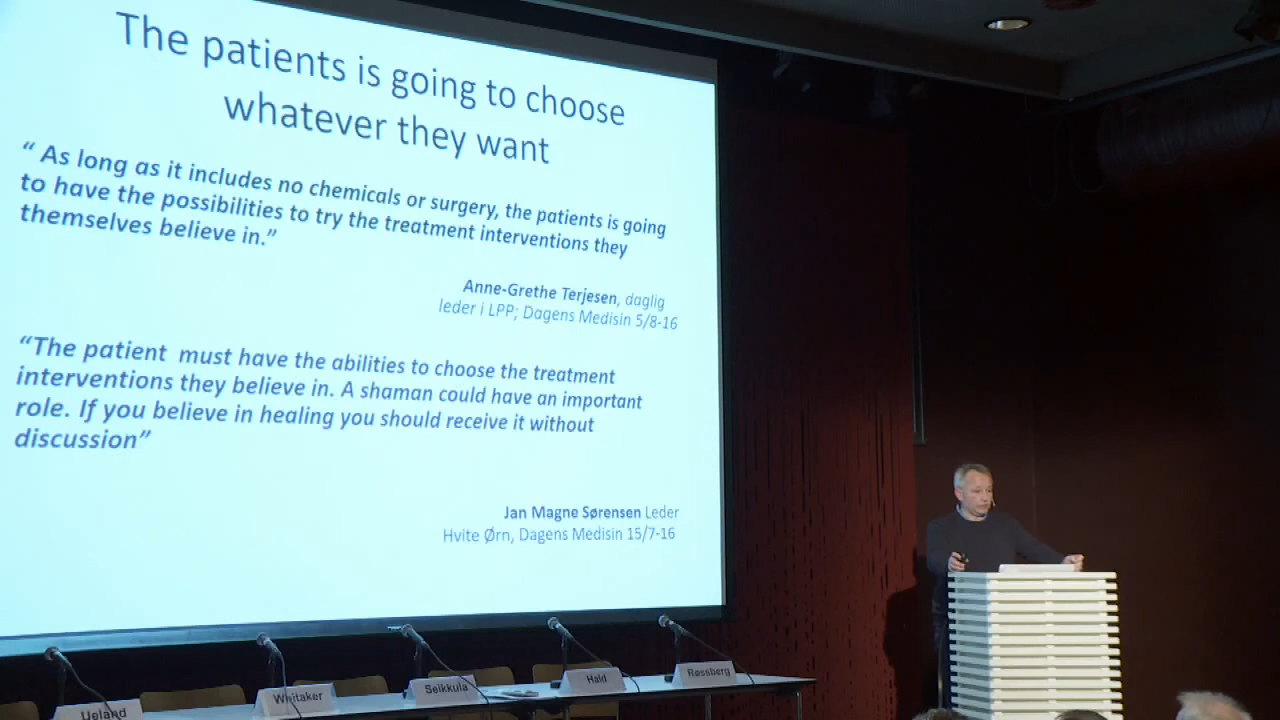 The patients is going to choose
whatever they want
“ As long as it includes no chemicals or surgery, the patients is going
to have the possibilities to try the treatment interventions they
themselves believe in.”
Anne-Grethe Terjesen, daglig
leder i LPP; Dagens Medisin 5/8-16
“The patient must have the abilities to choose the treatment
interventions they believe in. A shaman could have an important
role. If you believe in healing you should receive it without
discussion”
Jan Magne Sørensen Leder
Hvite Ørn, Dagens Medisin 15/7-16
Ueland
Whitaker
Seikkula
Hald
Røssberg